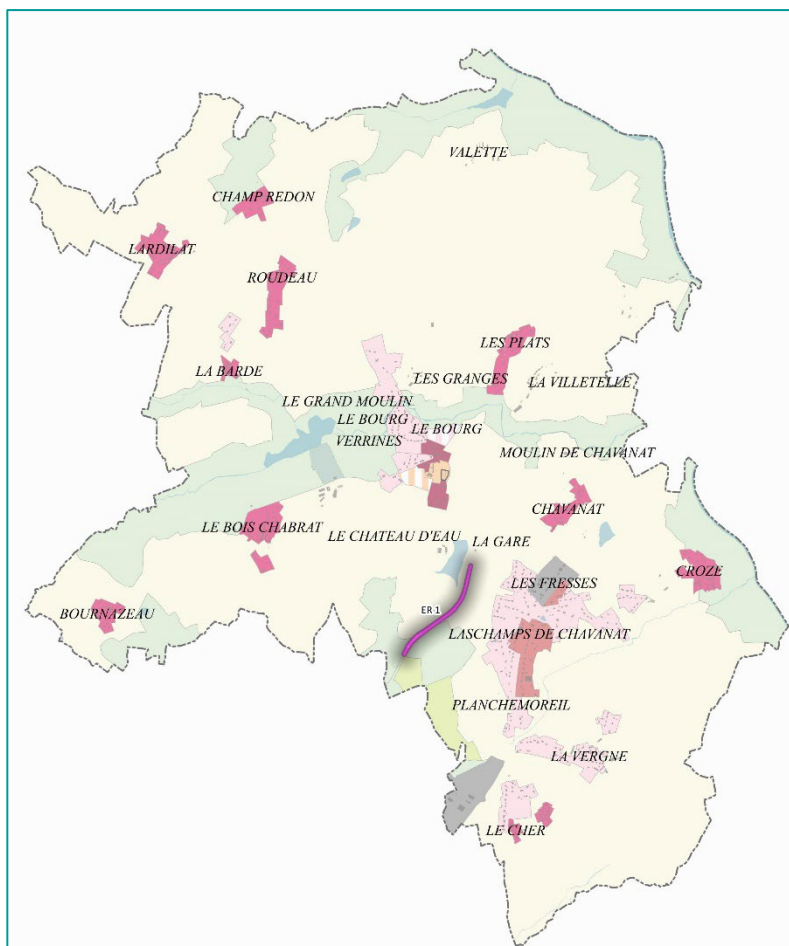 VALETTE
CHAMP REDON
LARDILAT
ROUDEAU
LES PLATS
LA BARDE
LES GRANGES
LA VILLETELLE
LE GRAND MOULIN
LE BOURG
LE BOURG
VERRINES
MOULIN DE CHAVANAT
CHAVANAT
LE BOIS CHABRAT
LE CHATEAU D'EAU
LA GARE
CROZE
LES FRESSES
BOURNAZEAU
ER 1
LASCHAMPS DE CHAVANAT
PLANCHEMOREIL
LA VERGNE
LE CHER